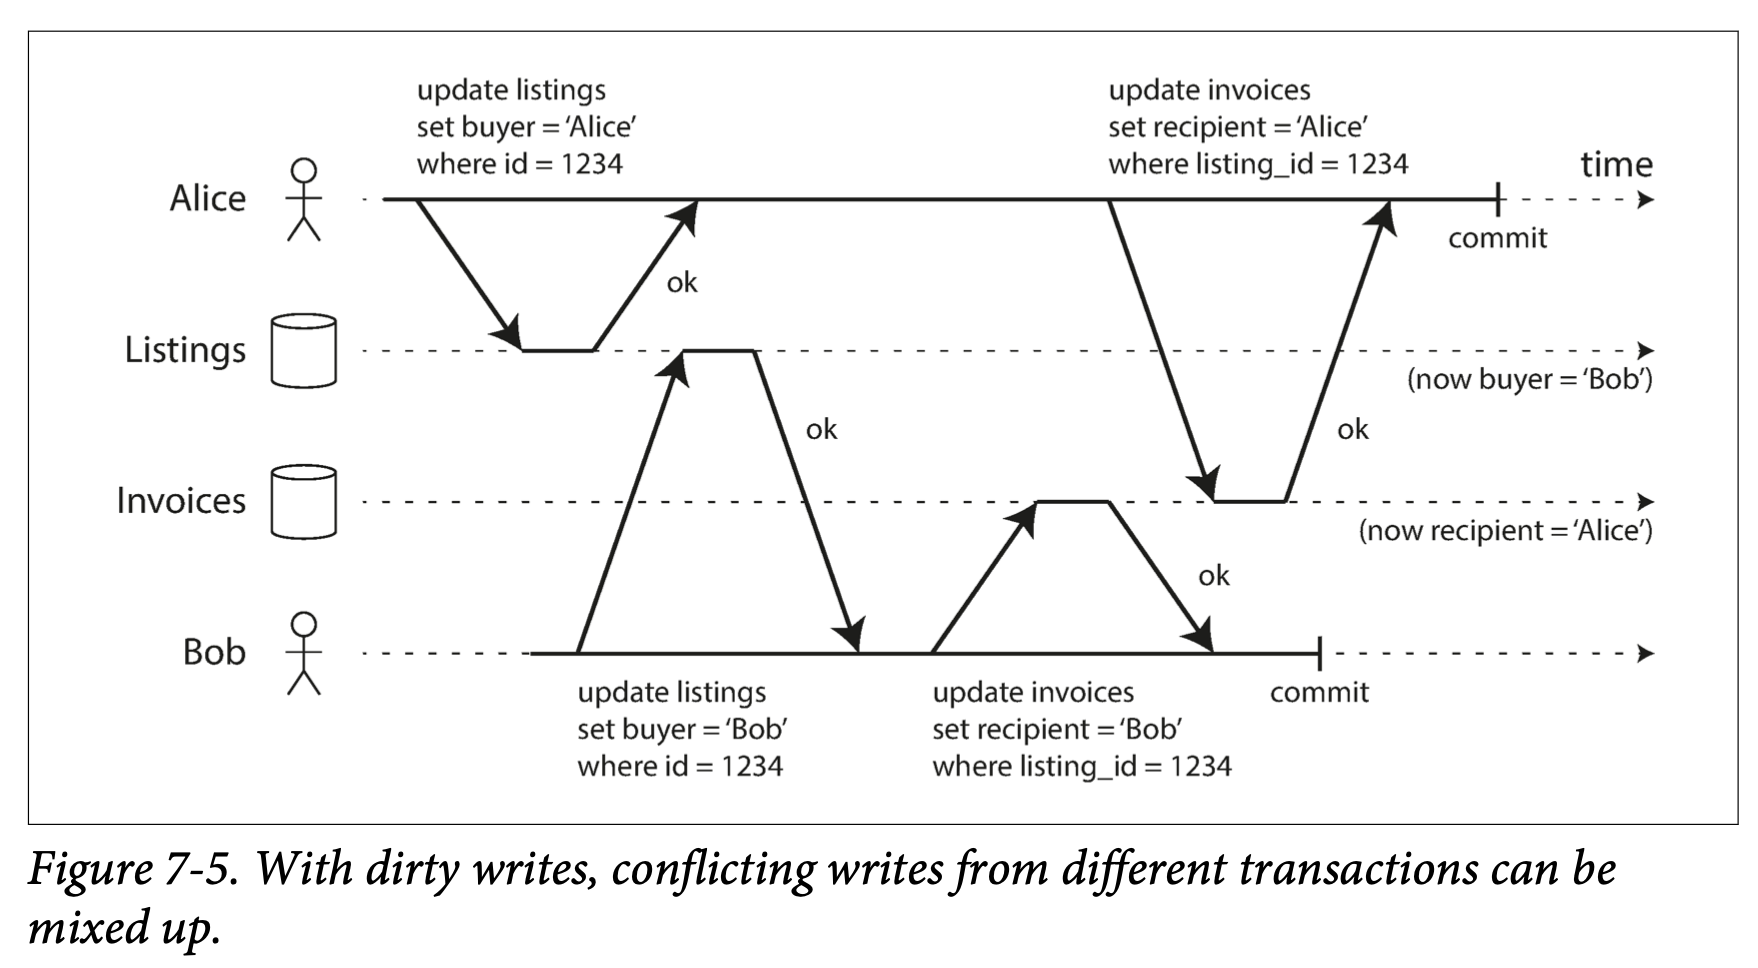 update listings
set buyer = ‘Alice’
where id = 1234
update invoices
set recipient = ‘Alice’
where listing_id = 1234
time
Alice
commit
ok
Listings
(now buyer = ‘Bob’)
ok
ok
Invoices
(now recipient = ‘Alice’)
ok
Bob
update listings
set buyer = ‘Bob’
where id = 1234
update invoices
set recipient = ‘Bob’
where listing_id = 1234
commit
Figure 7-5. With dirty writes, conflicting writes from different transactions can be
mixed up.